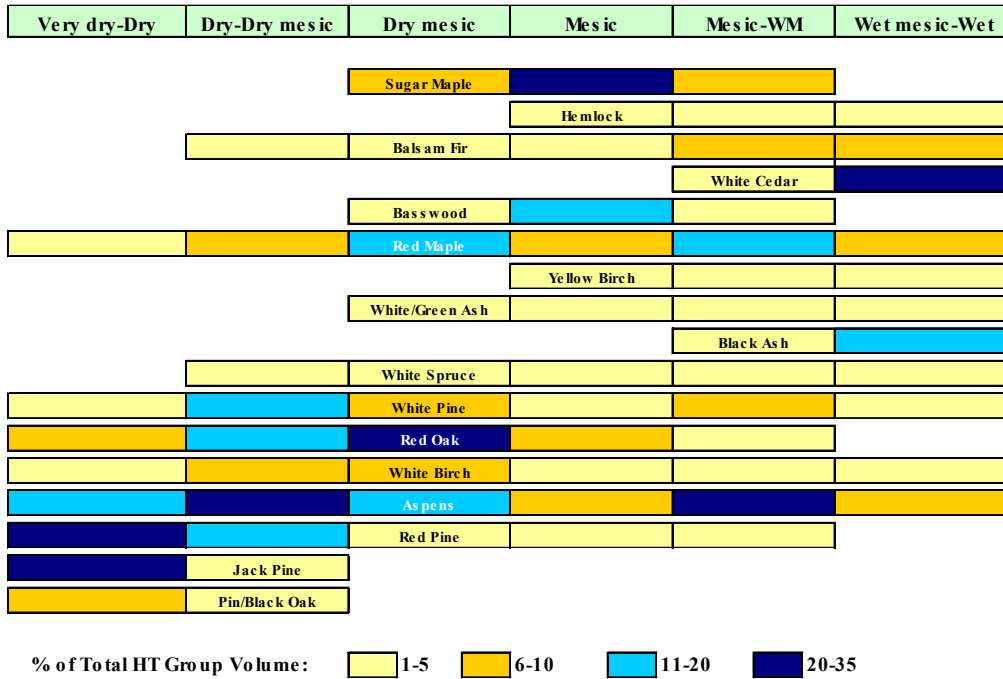 Very dry-Dry Dry-Dry mesic Dry mesic Mesic Mesic-WM Wet mesic-Wet
Sugar Maple
Hemlock
Balsam Fir
White Cedar
Basswood
Red Maple
Yellow Birch
White/Green Ash
Black Ash
White Spruce
White Pine
Red Oak
White Birch
Aspens
Red Pine
Jack Pine
Pin/Black Oak
% of Total HT Group Volume: 1-5 6-10 11-20 20-35